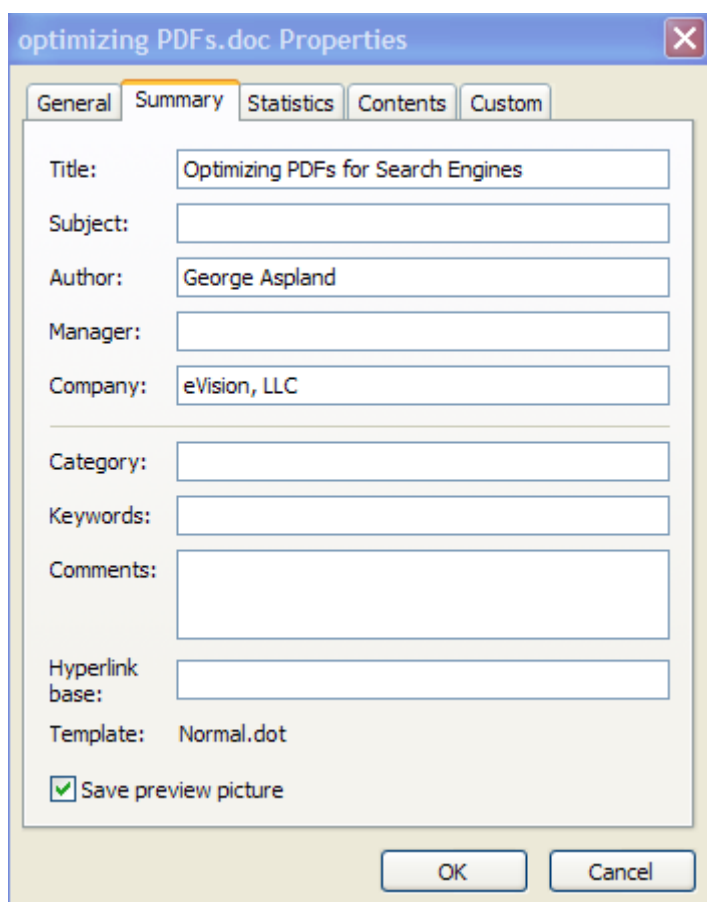 optimizing PDFs.doc Properties
General Summary Statistics Contents Custom
Title: Optimizing PDFs for Search Engines
Subject:
Author: George Aspland
Manager:
Company: eVision, LLC
Category:
Keywords:
Comments:
Hyperlink
base:
Template: Normal.dot
Save preview picture
OK Cancel